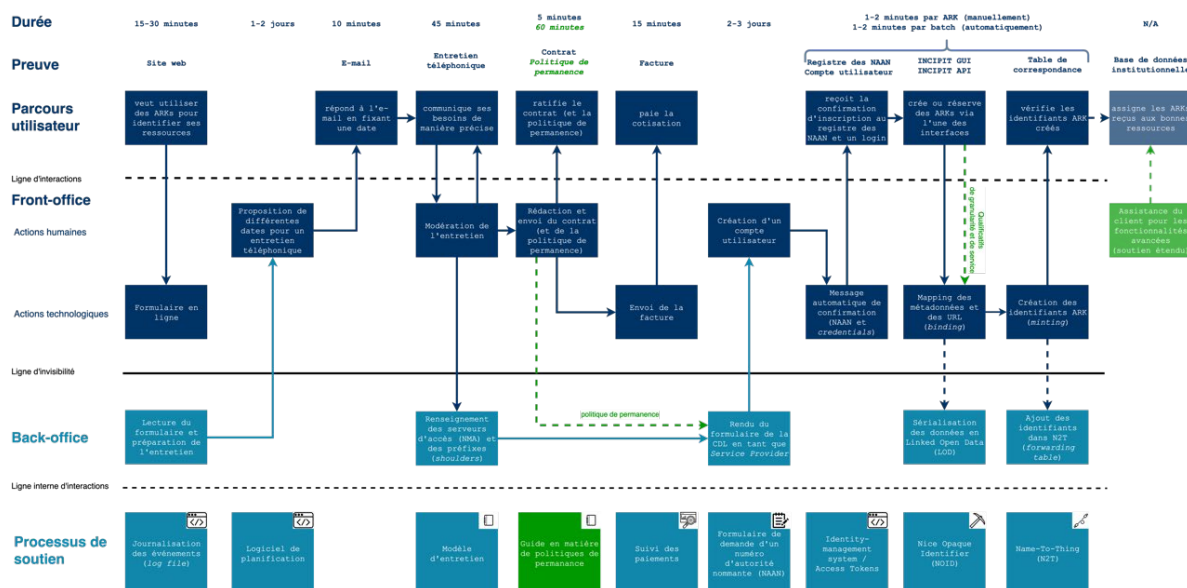 Durée
15-30 minutes
1-2 jours
10 minutes
45 minutes
5 minutes
60 minutes
15 minutes
2-3 jours
1-2 minutes par ARK (manuellement)
1-2 minutes par batch (automatiquement)
N/A
Preuve
Site web
E-mail
Entretien
téléphonique
Contrat
Politique de
permanence
Facture
Registre des NAAN
Compte utilisateur
INCIPIT GUI
INCIPIT API
Table de
correspondance
Base de données
institutionnelle
Parcours
utilisateur
veut utiliser
des ARKs pour
identifier ses
ressources
répond à l'e-
mail en fixant
une date
communique ses
besoins de
manière précise
ratifie le
contrat (et la
politique de
permanence)
paie la
cotisation
reçoit la
confirmation
d'inscription au
registre des
NAAN et un login
crée ou réserve
des ARKs via
l'une des
interfaces
vérifie les
identifiants ARK
créés
assigne les ARKs
reçus aux bonnes
ressources
Ligne d'interactions
Front-office
Actions humaines
Proposition de
différentes
dates pour un
entretien
téléphonique
Modération de
l'entretien
Rédaction et
envoi du contrat
(et de la
politique de
permanence)
Création d'un
compte
utilisateur
Qualificatifs
de granularité et de service
Assistance du
client pour les
fonctionnalités
avancées
(soutien étendu)
Actions technologiques
Formulaire en
ligne
Envoi de la
facture
Message
automatique de
confirmation
(NAAN et
credentials)
Mapping des
métadonnées et
des URL
(binding)
Création des
identifiants ARK
(minting)
Ligne d'invisibilité
politique de permanence
Back-office
Lecture du
formulaire et
préparation de
l'entretien
Renseignement
des serveurs
d'accès (NMA) et
des préfixes
(shoulders)
Rendu du
formulaire de la
CDL en tant que
Service Provider
Sérialisation
des données en
Linked Open Data
(LOD)
Ajout des
identifiants
dans N2T
(forwarding
table)
Ligne interne d'interactions
Processus de
soutien
Journalisation
des événements
(log file)
Logiciel de
planification
Modèle
d'entretien
Guide en matière
de politiques de
permanance
Suivi des
paiements
Formulaire de
demande d'un
numéro
d'autorité
nommante (NAAN)
Identity-
management
system /
Access Tokens
Nice Opaque
Identifier
(NOID)
Name-To-Thing
(N2T)